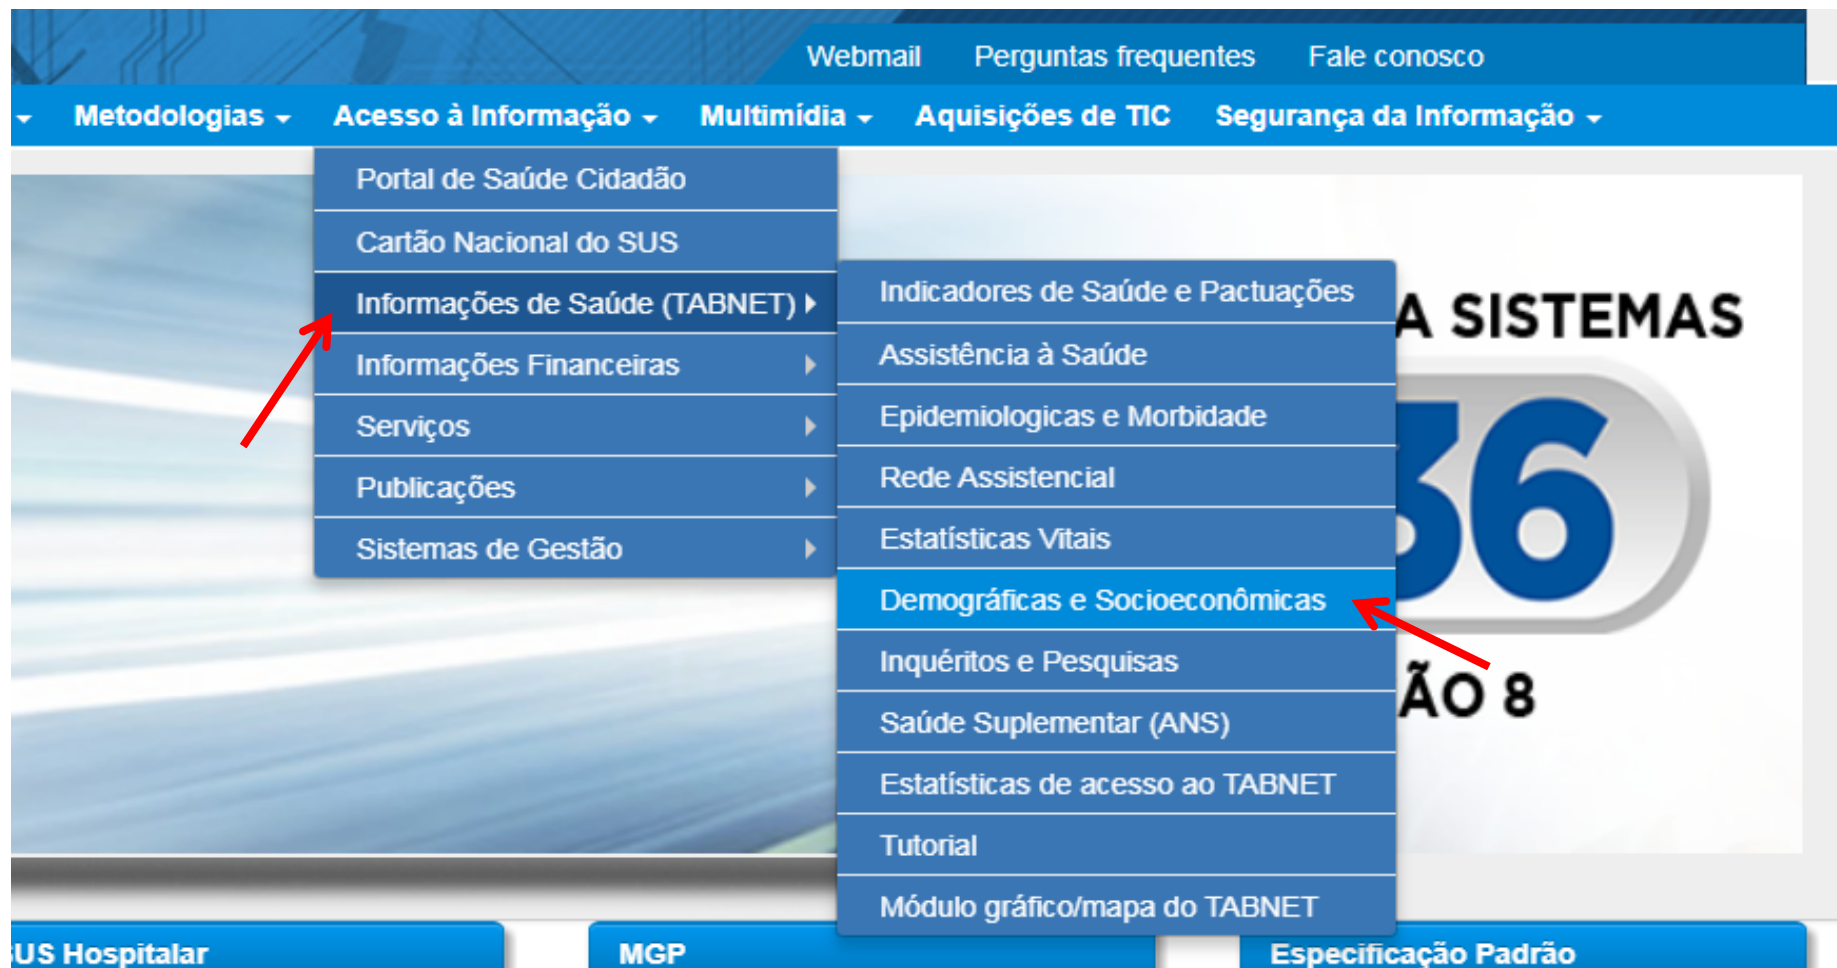 Webmail Perguntas frequentes Fale conosco
Metodologias Acesso à Informação Multimídia Aquisições de TIC Segurança da Informação
Portal de Saúde Cidadão
Cartão Nacional do SUS
Informações de Saúde (TABNET)
Informações Financeiras
Serviços
Publicações
Sistemas de Gestão
Indicadores de Saúde e Pactuações
Assistência à Saúde
Epidemiologicas e Morbidade
Rede Assistencial
Estatísticas Vitais
Demográficas e Socioeconômicas
Inquéritos e Pesquisas
Saúde Suplementar (ANS)
Estatísticas de acesso ao TABNET
Tutorial
Módulo gráfico/mapa do TABNET
A SISTEMAS
36
ÃO 8
SUS Hospitalar MGP Especificação Padrão